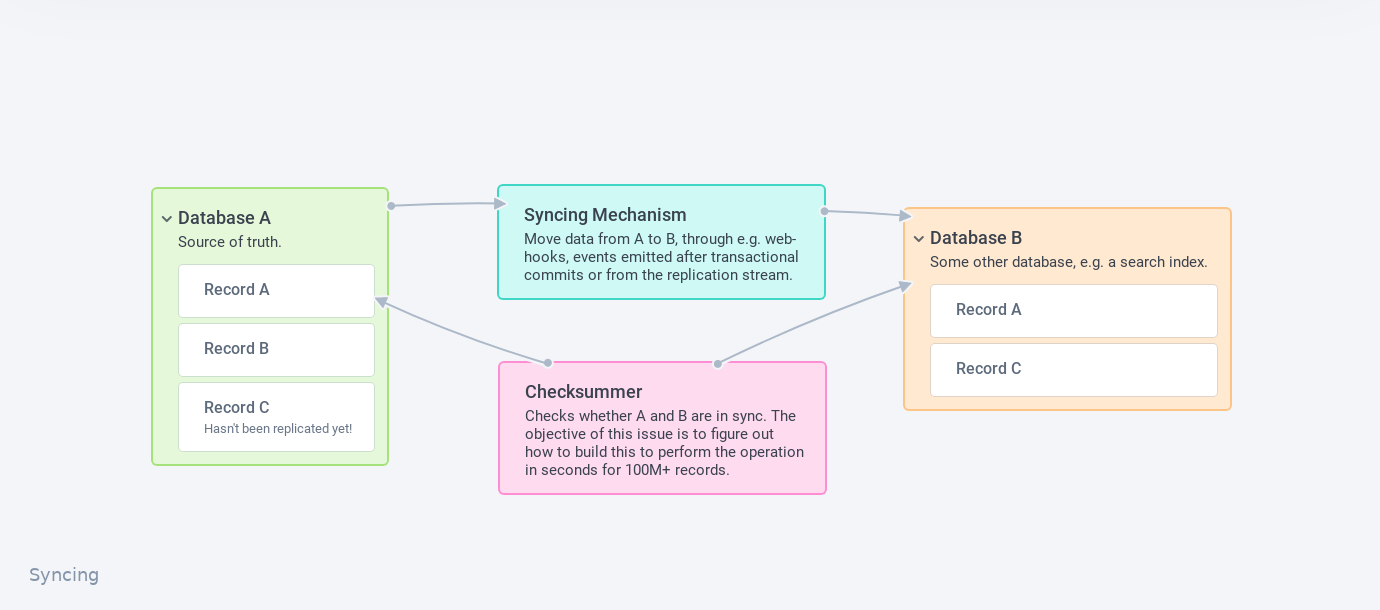 Database A
Source of truth.
Record A
Record B
Record C
Hasn't been replicated yet!
Syncing Mechanism
Move data from A to B, through e.g. web-
hooks, events emitted after transactional
commits or from the replication stream.
Checksummer
Checks whether A and B are in sync. The
objective of this issue is to figure out
how to build this to perform the operation
in seconds for 100M+ records.
Database B
Some other database, e.g. a search index.
Record A
Record C
Syncing